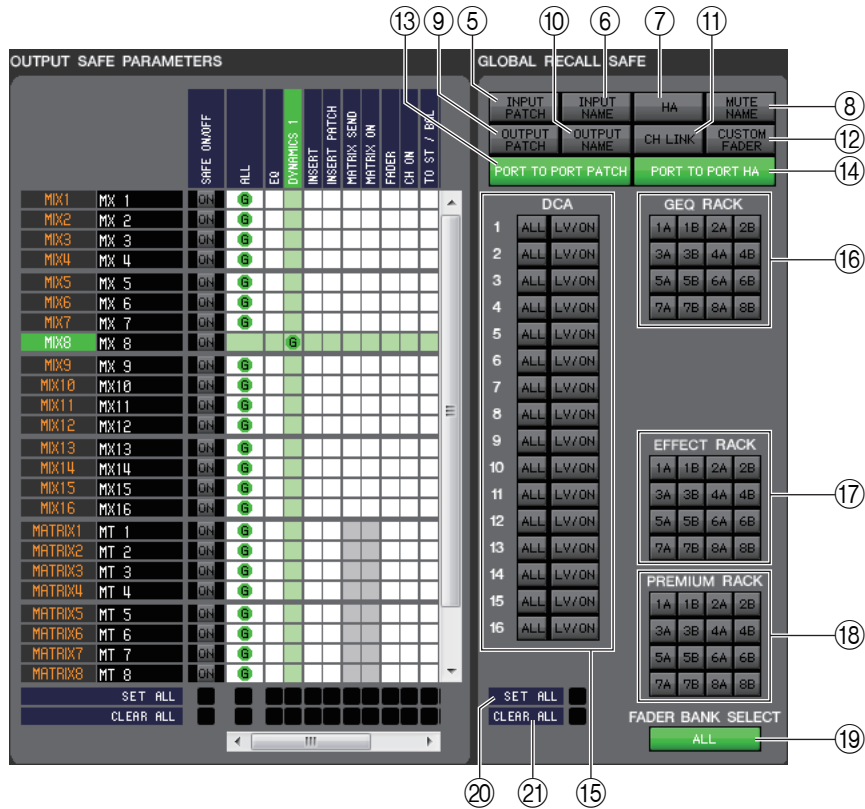 ⑬ ⑨ ⑩ ⑥ ⑦ ⑪
⑤
OUTPUT SAFE PARAMETERS
SAFE ON/OFF
ALL
EQ
DYNAMICS 1
INSERT
INSERT PATCH
MATRIX SEND
MATRIX ON
FADER
CH ON
TO ST / BAL
MIX1 MX 1 ON G
MIX2 MX 2 ON G
MIX3 MX 3 ON G
MIX4 MX 4 ON G
MIX5 MX 5 ON G
MIX6 MX 6 ON G
MIX7 MX 7 ON G
MIX8 MX 8 ON G
MIX9 MX 9 ON G
MIX10 MX10 ON G
MIX11 MX11 ON G
MIX12 MX12 ON G
MIX13 MX13 ON G
MIX14 MX14 ON G
MIX15 MX15 ON G
MIX16 MX16 ON G
MATRIX1 MT 1 ON G
MATRIX2 MT 2 ON G
MATRIX3 MT 3 ON G
MATRIX4 MT 4 ON G
MATRIX5 MT 5 ON G
MATRIX6 MT 6 ON G
MATRIX7 MT 7 ON G
MATRIX8 MT 8 ON G
SET ALL
CLEAR ALL
GLOBAL RECALL SAFE
INPUT PATCH
INPUT NAME
HA
MUTE NAME
⑧
OUTPUT PATCH
OUTPUT NAME
CH LINK
CUSTOM FADER
⑫
PORT TO PORT PATCH
PORT TO PORT HA
⑭
DCA
1 ALL LV/ON
2 ALL LV/ON
3 ALL LV/ON
4 ALL LV/ON
5 ALL LV/ON
6 ALL LV/ON
7 ALL LV/ON
8 ALL LV/ON
9 ALL LV/ON
10 ALL LV/ON
11 ALL LV/ON
12 ALL LV/ON
13 ALL LV/ON
14 ALL LV/ON
15 ALL LV/ON
16 ALL LV/ON
GEQ RACK
1A 1B 2A 2B
3A 3B 4A 4B
5A 5B 6A 6B
7A 7B 8A 8B
⑯
EFFECT RACK
1A 1B 2A 2B
3A 3B 4A 4B
5A 5B 6A 6B
7A 7B 8A 8B
⑰
PREMIUM RACK
1A 1B 2A 2B
3A 3B 4A 4B
5A 5B 6A 6B
7A 7B 8A 8B
⑱
SET ALL
CLEAR ALL
FADER BANK SELECT
ALL
⑲
⑳ ㉑ ⑮